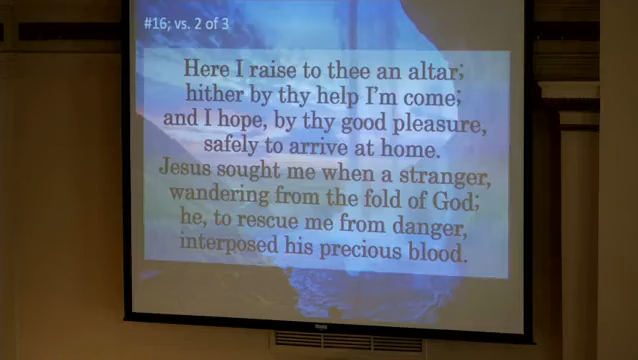 #16; vs. 2 of 3
Here I raise to thee an altar;
hither by thy help I'm come;
and I hope, by thy good pleasure,
safely to arrive at home.
Jesus sought me when a stranger,
wandering from the fold of God;
he, to rescue me from danger,
interposed his precious blood.